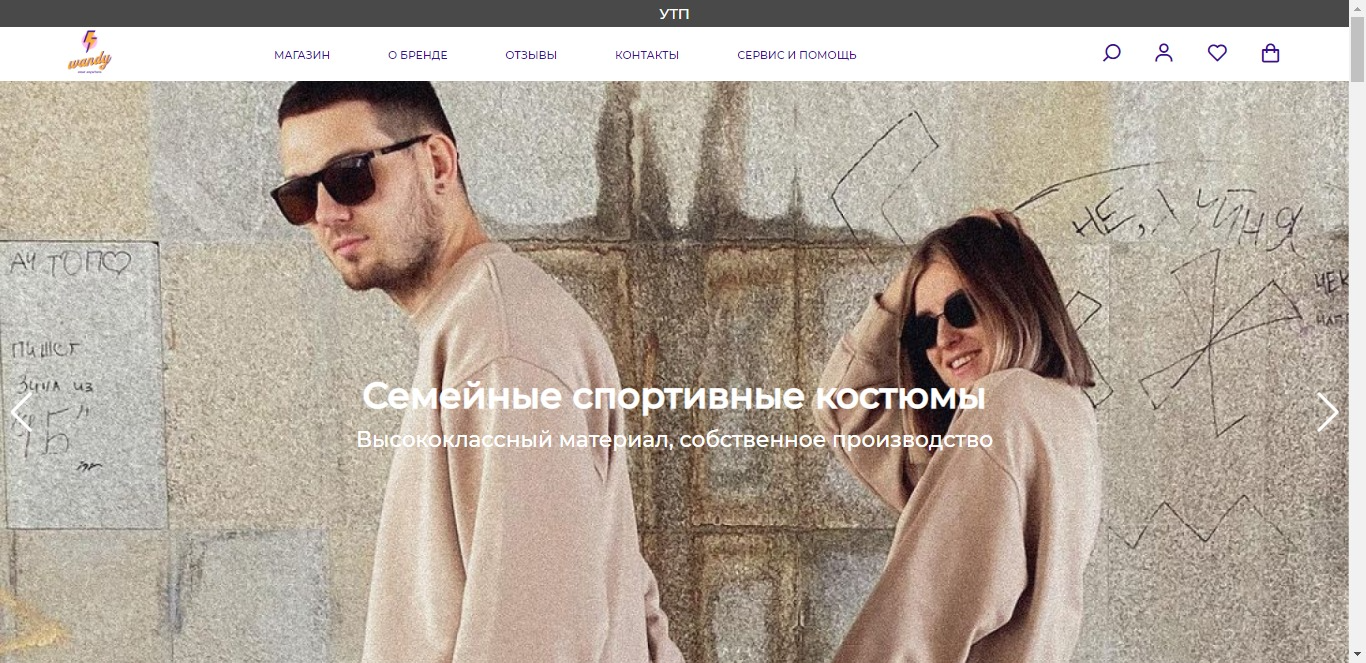 УТП
wandy
МАГАЗИН
О БРЕНДЕ
ОТЗЫВЫ
КОНТАКТЫ
СЕРВИС И ПОМОЩЬ
Семейные спортивные костюмы
Высококлассный материал, собственное производство